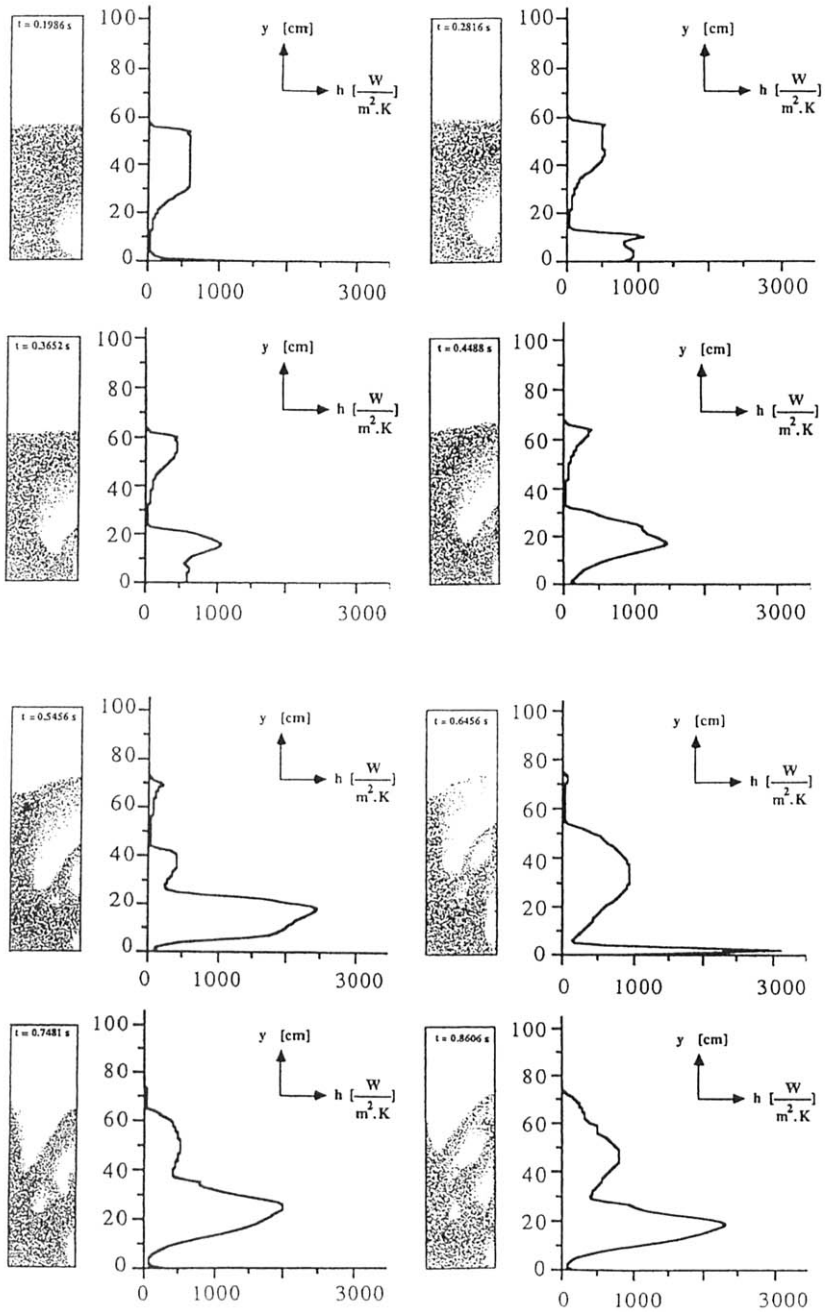 t = 0.1986 s
y [cm]
h [W/m².K]
100
80
60
40
20
0
0 1000 3000
t = 0.2816 s
y [cm]
h [W/m².K]
100
80
60
40
20
0
0 1000 3000
t = 0.3652 s
y [cm]
h [W/m².K]
100
80
60
40
20
0
0 1000 3000
t = 0.4488 s
y [cm]
h [W/m².K]
100
80
60
40
20
0
0 1000 3000
t = 0.5456 s
y [cm]
h [W/m².K]
100
80
60
40
20
0
0 1000 3000
t = 0.6456 s
y [cm]
h [W/m².K]
100
80
60
40
20
0
0 1000 3000
t = 0.7481 s
y [cm]
h [W/m².K]
100
80
60
40
20
0
0 1000 3000
t = 0.8606 s
y [cm]
h [W/m².K]
100
80
60
40
20
0
0 1000 3000